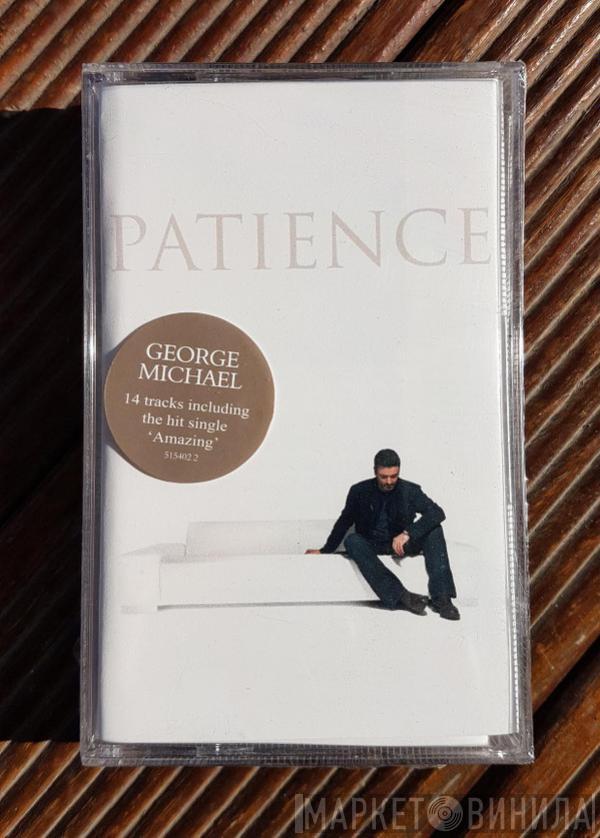 PATIENCE
GEORGE
MICHAEL
14 tracks including
the hit single
‘Amazing’
515402 2
МАРКЕТ ВИНИЛА